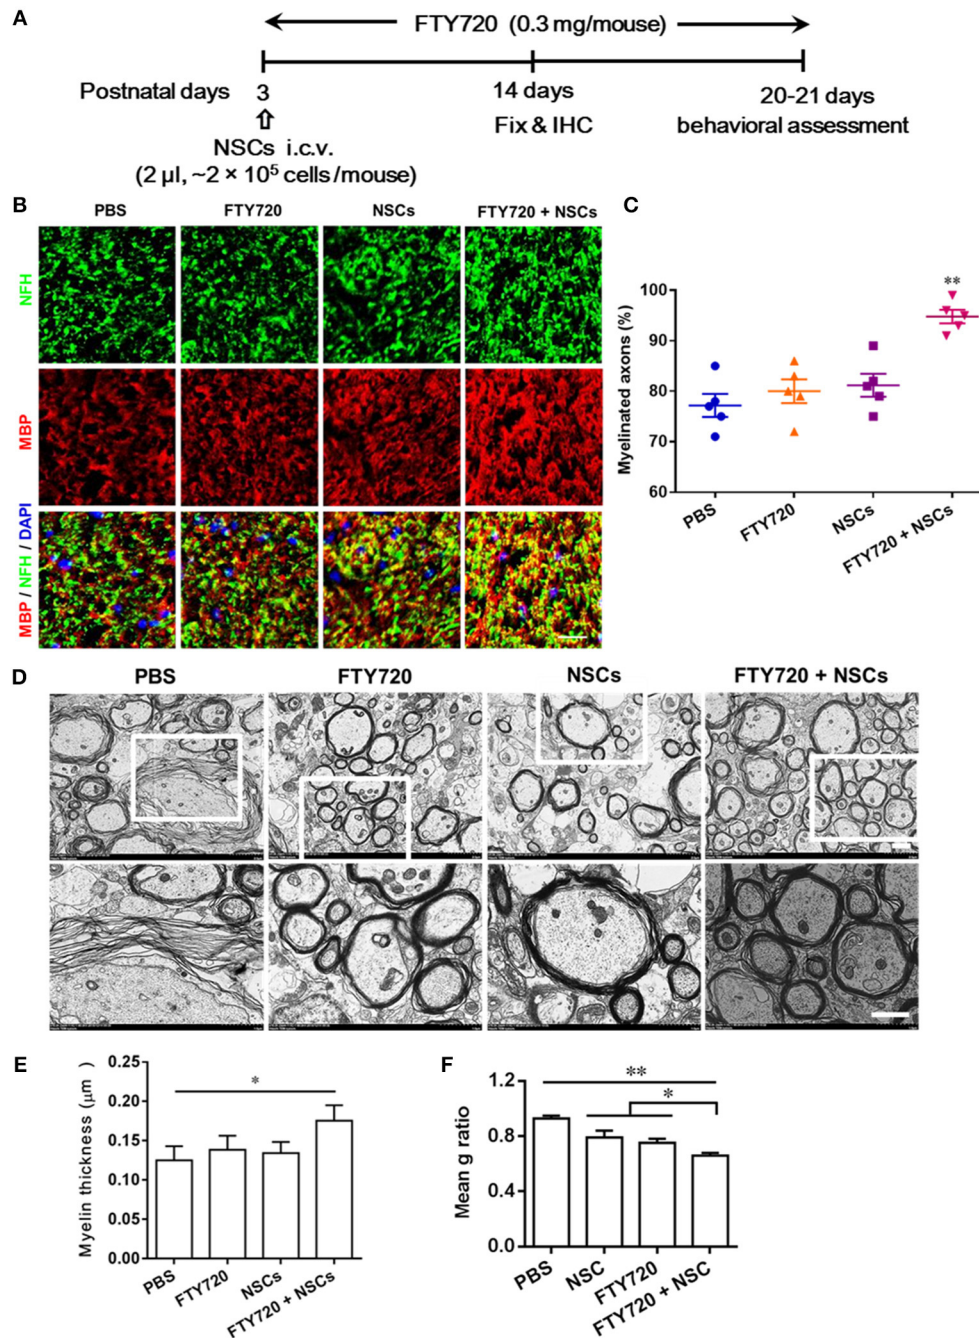 A
FTY720 (0.3 mg/mouse)
Postnatal days 3 14 days 20-21 days
Fix & IHC behavioral assessment
NSCs i.c.v.
(2 μl, ~2 × 10⁵ cells/mouse)
B
PBS FTY720 NSCs FTY720 + NSCs
NFH
MBP
MBP / NFH / DAPI
C
Myelinated axons (%)
100
90
80
70
60
**
PBS FTY720 NSCs FTY720 + NSCs
D
PBS FTY720 NSCs FTY720 + NSCs
E
Myelin thickness (μm )
0.25
0.20
0.15
0.10
0.05
0.00
*
PBS FTY720 NSCs FTY720 + NSCs
F
Mean g ratio
1.2
0.8
0.4
0.0
**
*
PBS NSC FTY720 FTY720 + NSC